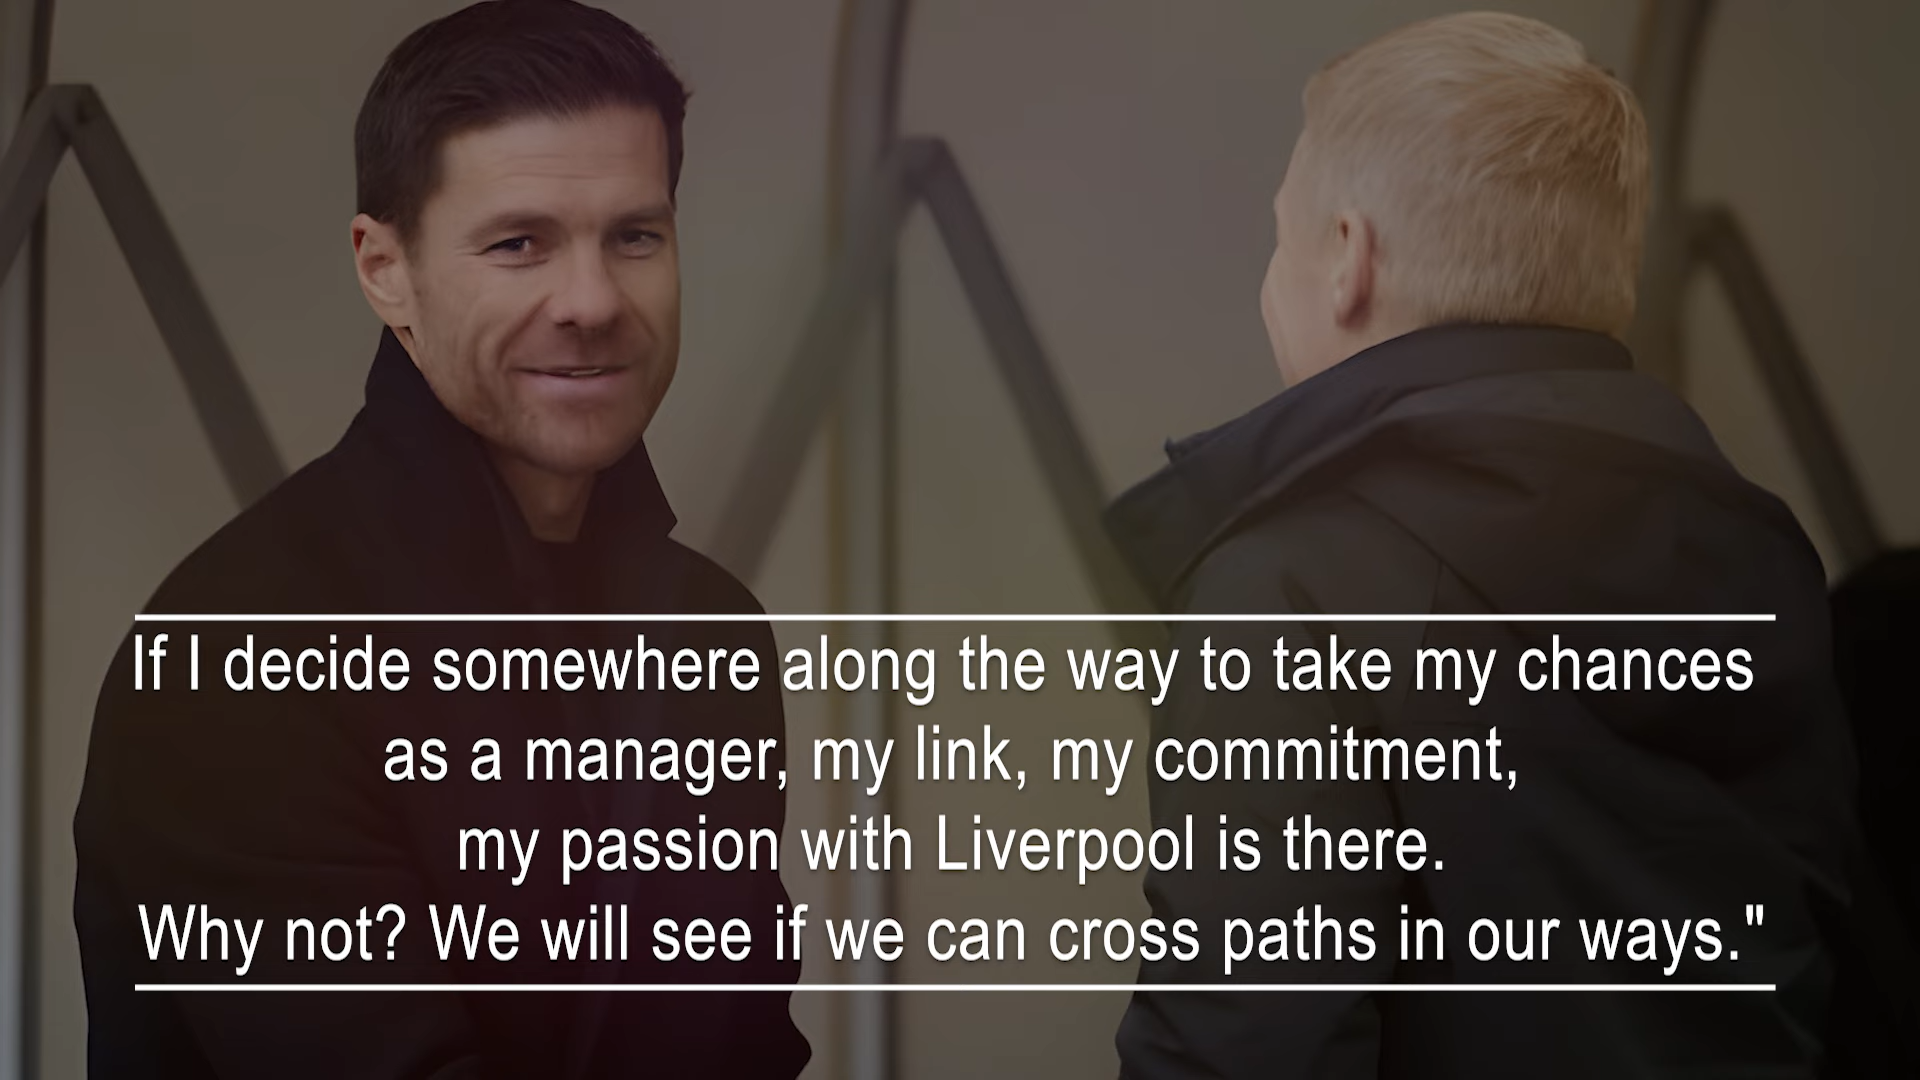 If I decide somewhere along the way to take my chances
as a manager, my link, my commitment,
my passion with Liverpool is there.
Why not? We will see if we can cross paths in our ways."